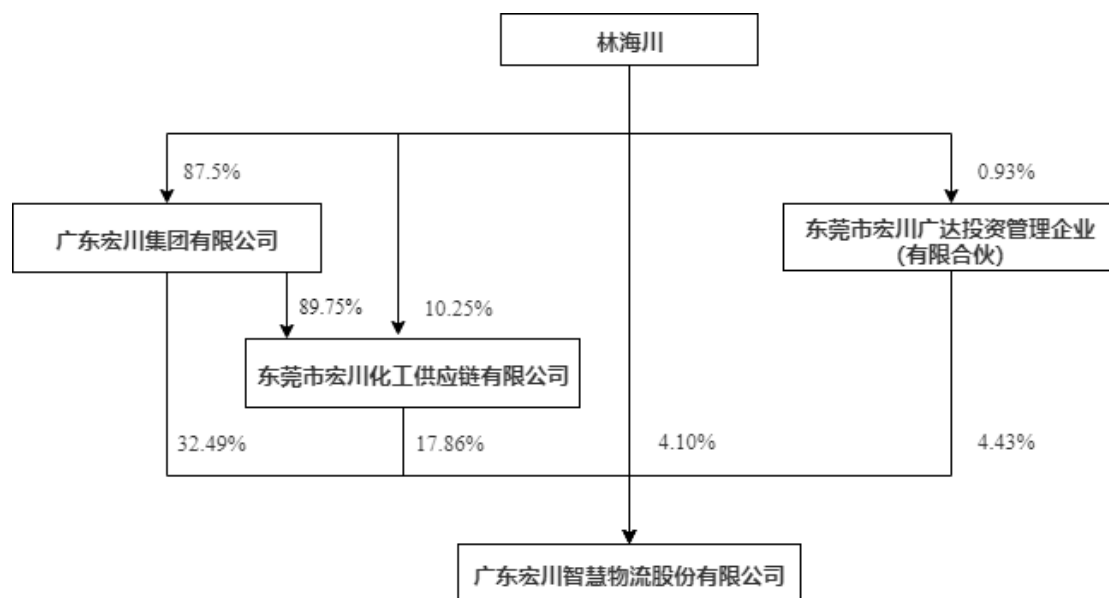 林海川
87.5%
0.93%
广东宏川集团有限公司
东莞市宏川广达投资管理企业
(有限合伙)
89.75%
10.25%
东莞市宏川化工供应链有限公司
32.49%
17.86%
4.10%
4.43%
广东宏川智慧物流股份有限公司